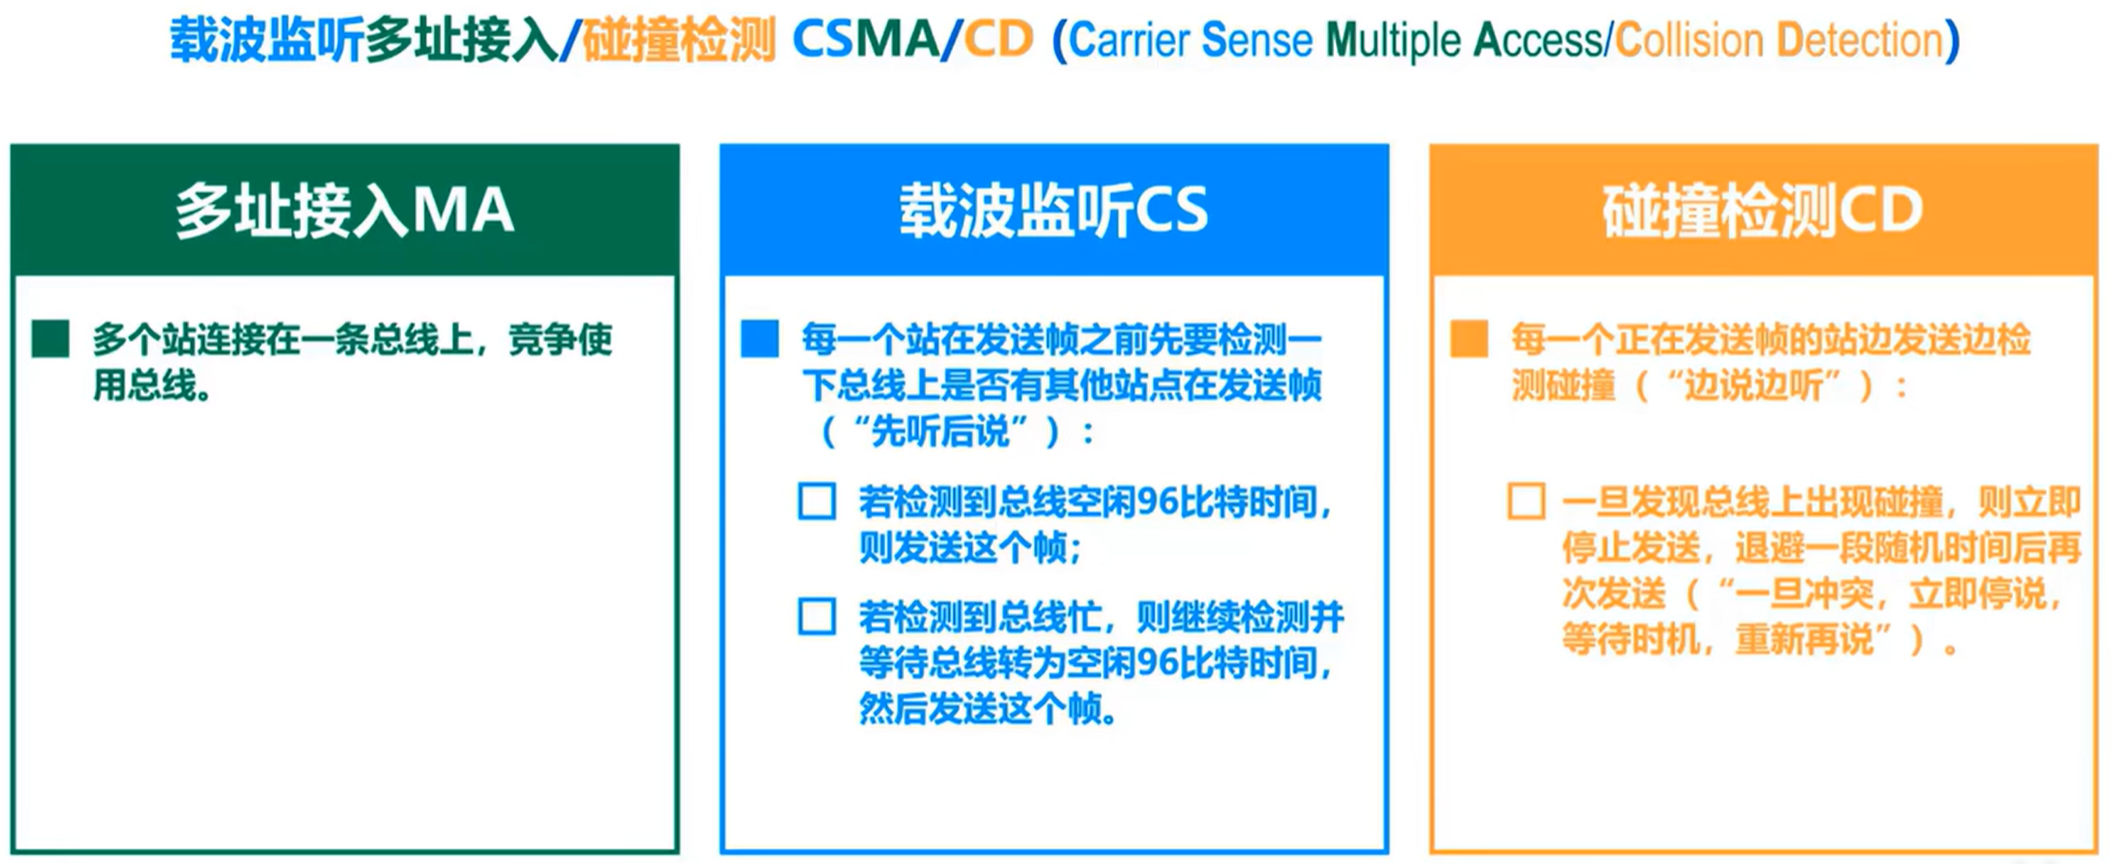 载波监听多址接入/碰撞检测 CSMA/CD (Carrier Sense Multiple Access/Collision Detection)
多址接入MA
多个站连接在一条总线上，竞争使
用总线。
载波监听CS
每一个站在发送帧之前先要检测一
下总线上是否有其他站点在发送帧
（“先听后说”）：
若检测到总线空闲96比特时间，
则发送这个帧；
若检测到总线忙，则继续检测并
等待总线转为空闲96比特时间，
然后发送这个帧。
碰撞检测CD
每一个正在发送帧的站边发送边检
测碰撞（“边说边听”）：
一旦发现总线上出现碰撞，则立即
停止发送，退避一段随机时间后再
次发送（“一旦冲突，立即停说，
等待时机，重新再说”）。